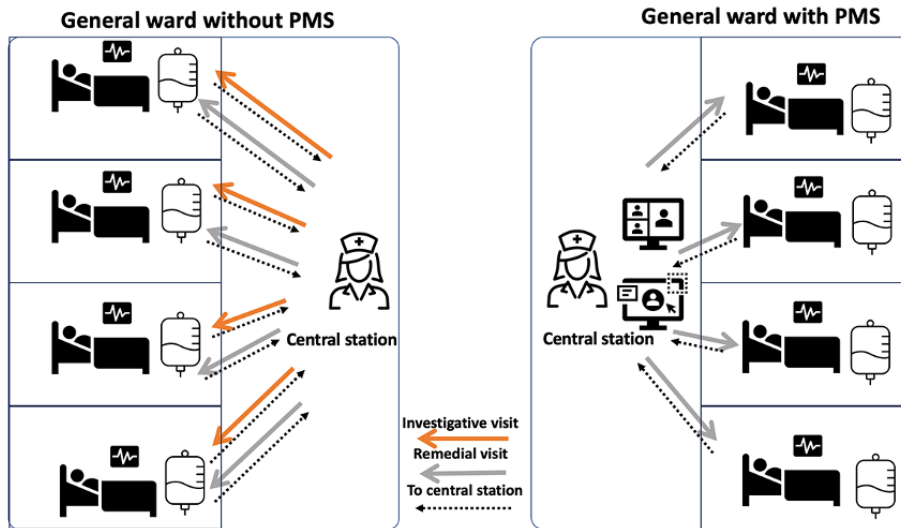 General ward without PMS
General ward with PMS
Central station
Central station
Investigative visit
Remedial visit
To central station